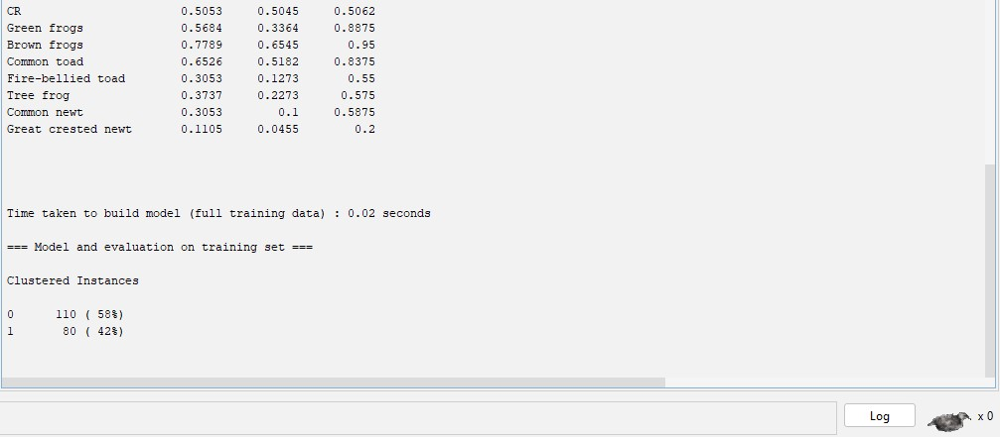 CR 0.5053 0.5045 0.5062
Green frogs 0.5684 0.3364 0.8875
Brown frogs 0.7789 0.6545 0.95
Common toad 0.6526 0.5182 0.8375
Fire-bellied toad 0.3053 0.1273 0.55
Tree frog 0.3737 0.2273 0.575
Common newt 0.3053 0.1 0.5875
Great crested newt 0.1105 0.0455 0.2
Time taken to build model (full training data) : 0.02 seconds
=== Model and evaluation on training set ===
Clustered Instances
0 110 ( 58%)
1 80 ( 42%)
Log x 0